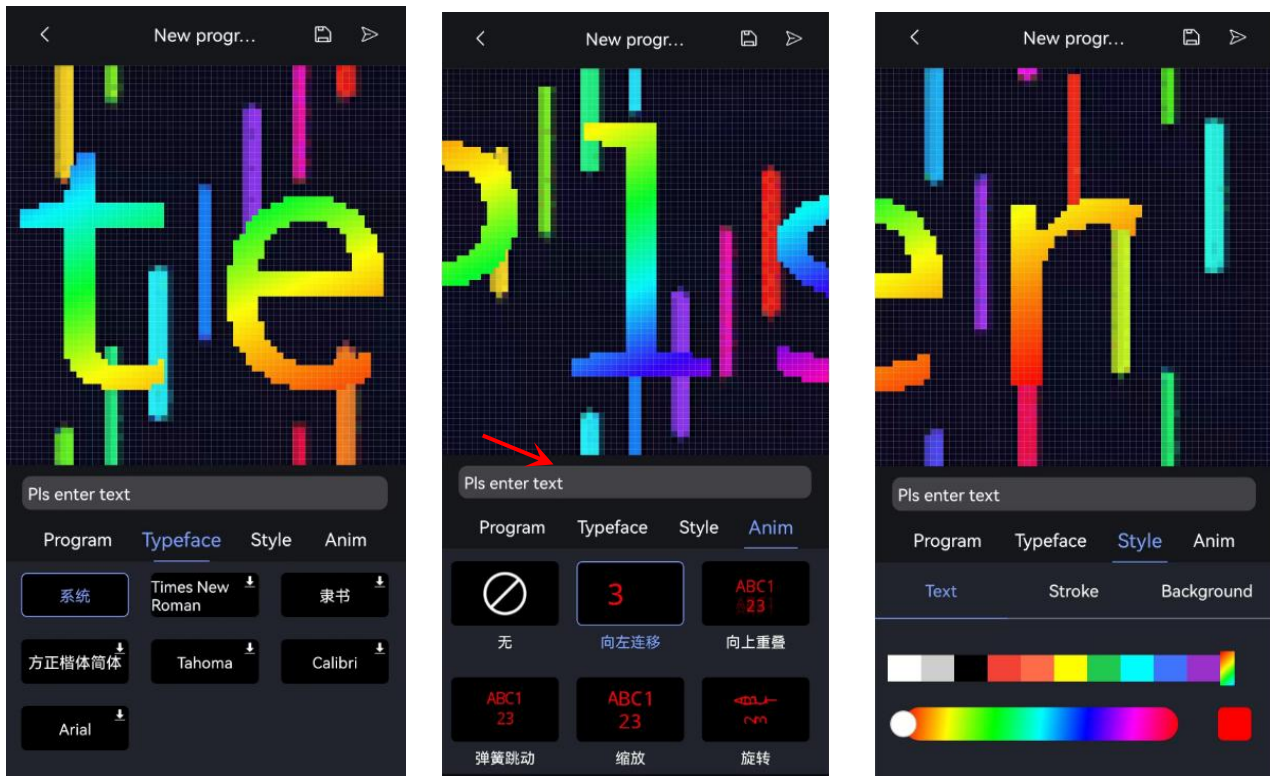 New progr...
te
Pls enter text
Program Typeface Style Anim
系统
Times New
Roman
隶书
方正楷体简体
Tahoma
Calibri
Arial
New progr...
l
Pls enter text
Program Typeface Style Anim
无
3
向左连移
ABC1
23
向上重叠
ABC1
23
弹簧跳动
ABC1
23
缩放
旋转
New progr...
en
Pls enter text
Program Typeface Style Anim
Text Stroke Background